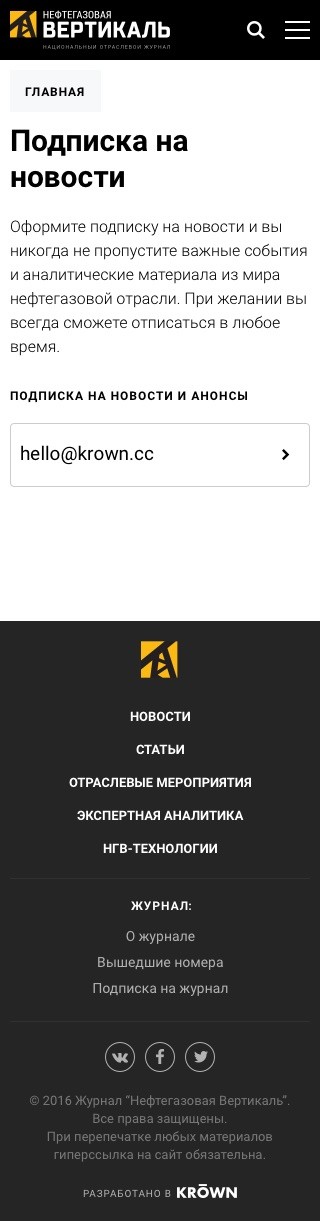 НЕФТЕГАЗОВАЯ
ВЕРТИКАЛЬ
НАЦИОНАЛЬНЫЙ ОТРАСЛЕВОЙ ЖУРНАЛ
ГЛАВНАЯ
Подписка на
новости
Оформите подписку на новости и вы
никогда не пропустите важные события
и аналитические материала из мира
нефтегазовой отрасли. При желании вы
всегда сможете отписаться в любое
время.
ПОДПИСКА НА НОВОСТИ И АНОНСЫ
hello@krown.cc
НОВОСТИ
СТАТЬИ
ОТРАСЛЕВЫЕ МЕРОПРИЯТИЯ
ЭКСПЕРТНАЯ АНАЛИТИКА
НГВ-ТЕХНОЛОГИИ
ЖУРНАЛ:
О журнале
Вышедшие номера
Подписка на журнал
© 2016 Журнал “Нефтегазовая Вертикаль”.
Все права защищены.
При перепечатке любых материалов
гиперссылка на сайт обязательна.
РАЗРАБОТАНО В KRŌWN